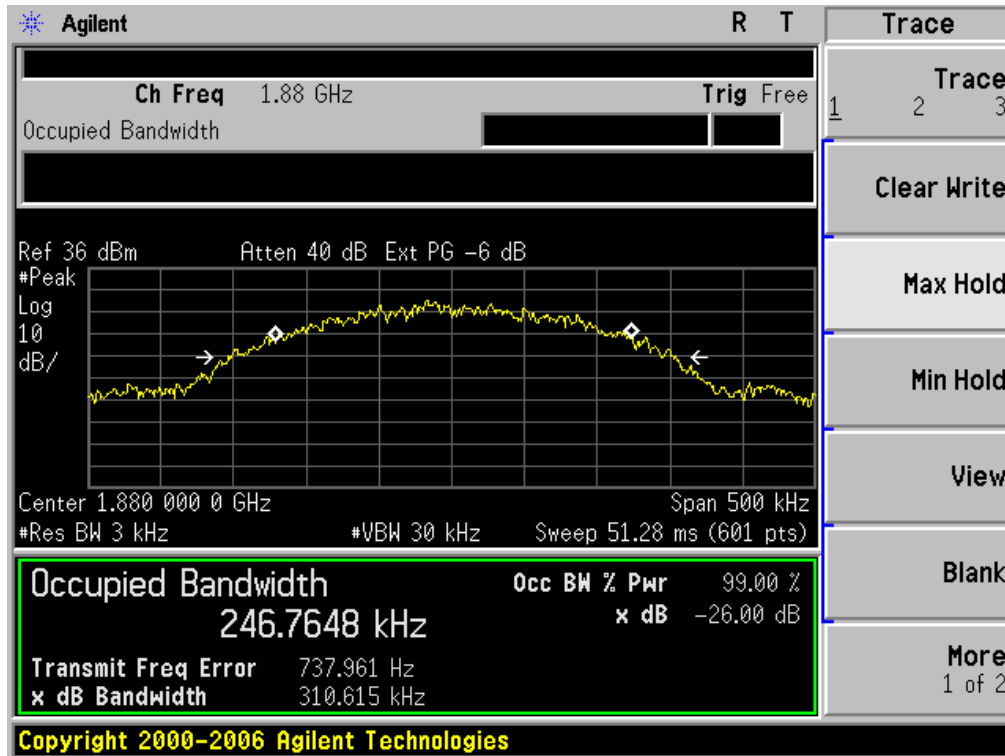 Agilent R T Trace
Ch Freq 1.88 GHz Trig Free
Occupied Bandwidth
Trace
1 2 3
Clear Write
Max Hold
Min Hold
View
Blank
More
1 of 2
Ref 36 dBm Atten 40 dB Ext PG -6 dB
#Peak
Log
10
dB/
Center 1.880 000 0 GHz Span 500 kHz
#Res BW 3 kHz #VBW 30 kHz Sweep 51.28 ms (601 pts)
Occupied Bandwidth Occ BW % Pwr 99.00 %
246.7648 kHz x dB -26.00 dB
Transmit Freq Error 737.961 Hz
x dB Bandwidth 310.615 kHz
Copyright 2000-2006 Agilent Technologies